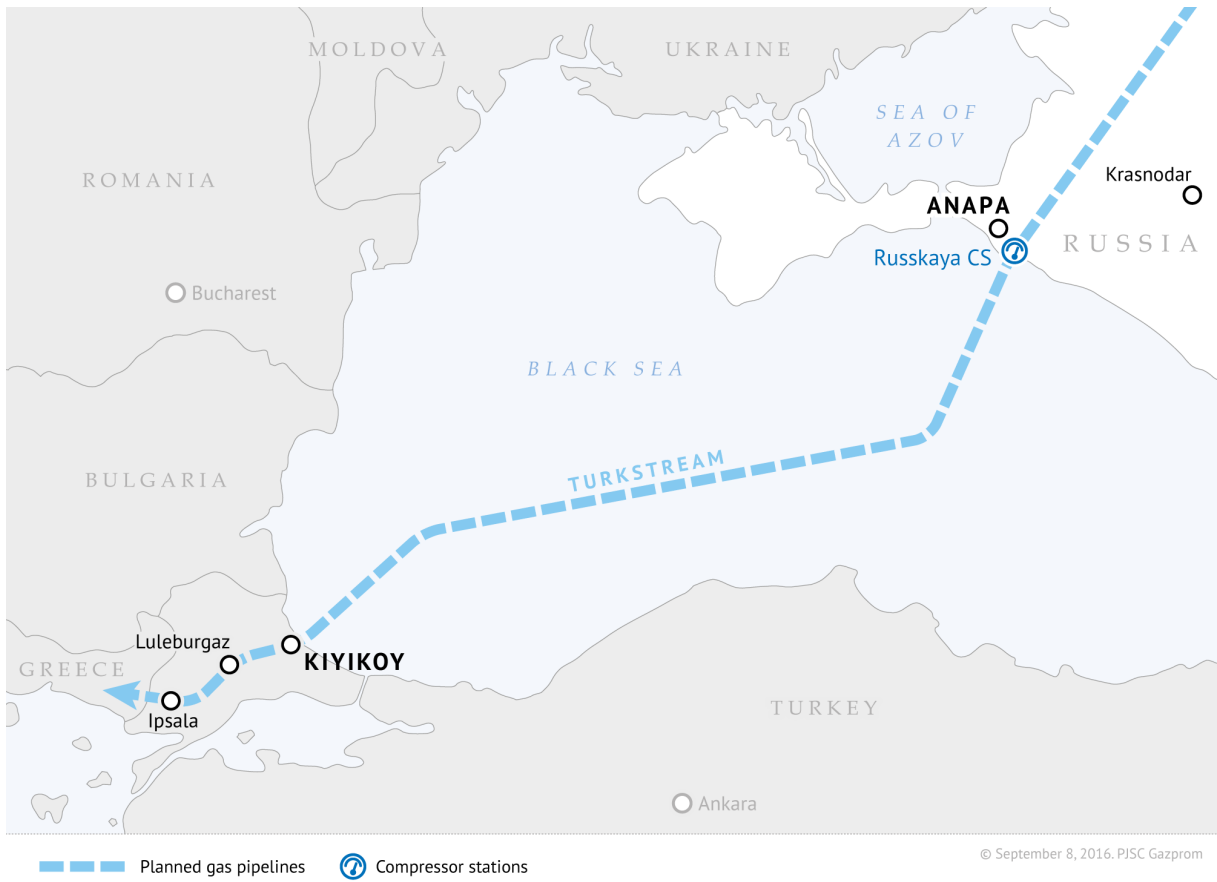 MOLDOVA
UKRAINE
SEA OF
AZOV
ROMANIA
Krasnodar
ANAPA
RUSSIA
Russkaya CS
Bucharest
BLACK SEA
TURKSTREAM
BULGARIA
Luleburgaz
KIYIKOY
GREECE
Ipsala
TURKEY
Ankara
Planned gas pipelines
Compressor stations
© September 8, 2016. PJSC Gazprom